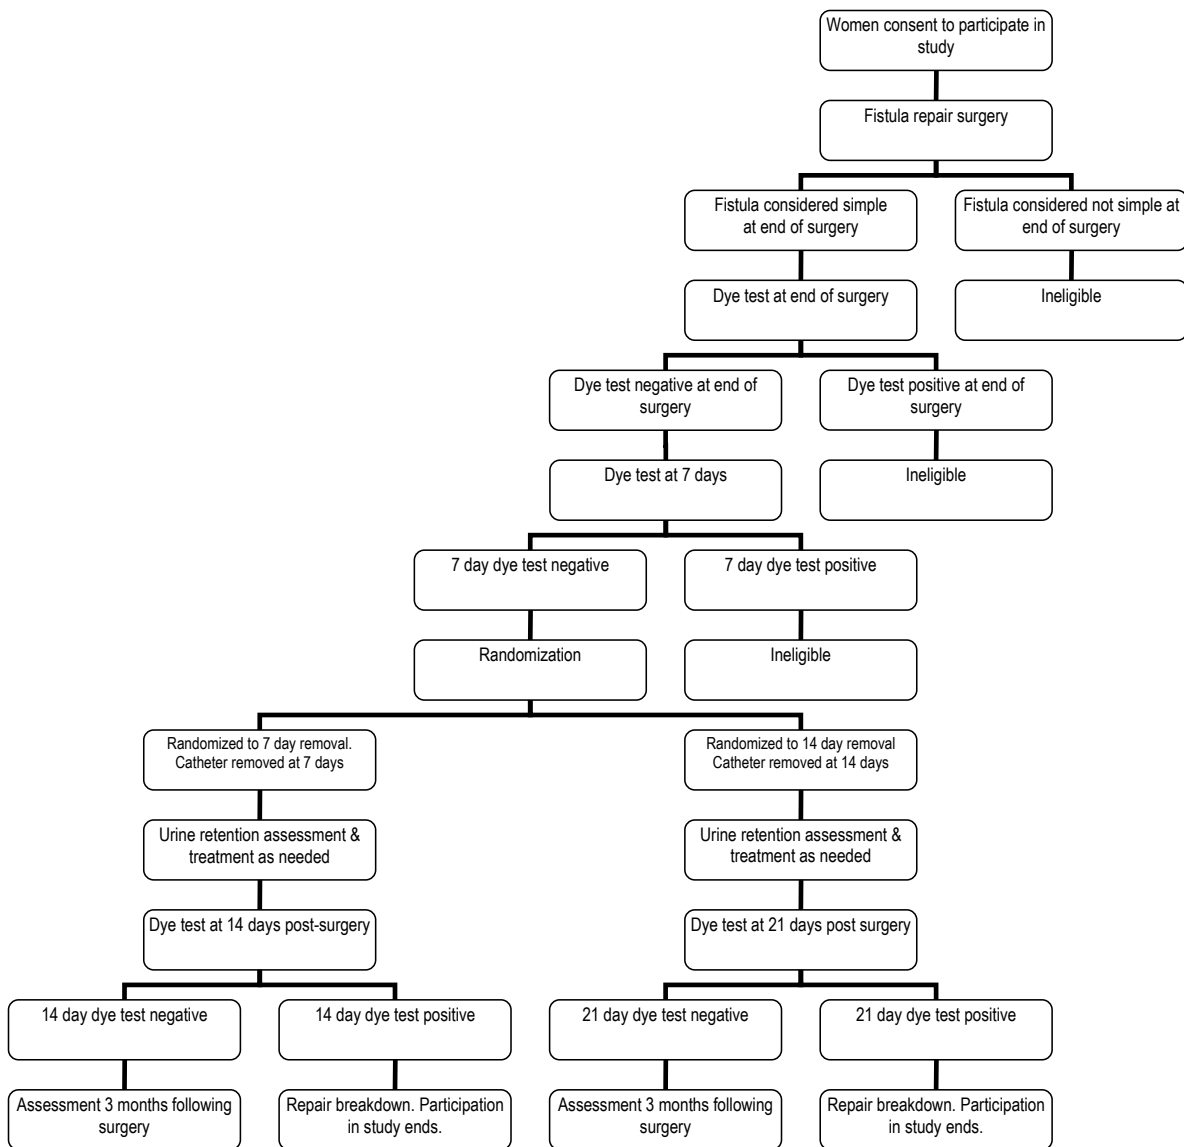 Women consent to participate in
study
Fistula repair surgery
Fistula considered simple
at end of surgery
Fistula considered not simple at
end of surgery
Dye test at end of surgery
Ineligible
Dye test negative at end of
surgery
Dye test positive at end of
surgery
Dye test at 7 days
Ineligible
7 day dye test negative
7 day dye test positive
Randomization
Ineligible
Randomized to 7 day removal.
Catheter removed at 7 days
Randomized to 14 day removal
Catheter removed at 14 days
Urine retention assessment &
treatment as needed
Urne retention assessment &
treatment as needed
Dye test at 14 days post-surgery
Dye test at 21 days post surgery
14 day dye test negative
14 day dye test positive
21 day dye test negative
21 day dye test positive
Assessment 3 months following
surgery
Repair breakdown. Participation
in study ends.
Assessment 3 months following
surgery
Repair breakdown. Participation
in study ends.